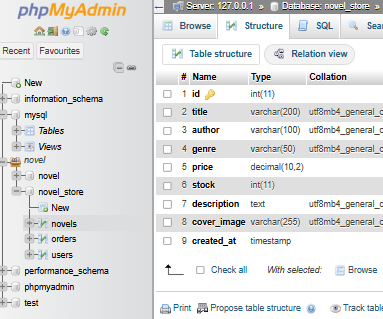 phpMyAdmin
Recent Favourites
New
information_schema
mysql
Tables
Views
novel
novel
novel_store
New
novels
orders
users
performance_schema
phpmyadmin
test
Server: 127.0.0.1 » Database: novel_store »
Browse Structure SQL
Table structure Relation view
# Name Type Collation
1 id int(11)
2 title varchar(200) utf8mb4_general_c
3 author varchar(100) utf8mb4_general_c
4 genre varchar(50) utf8mb4_general_c
5 price decimal(10,2)
6 stock int(11)
7 description text utf8mb4_general_c
8 cover_image varchar(255) utf8mb4_general_c
9 created_at timestamp
Check all With selected: Browse
Print Propose table structure Track table